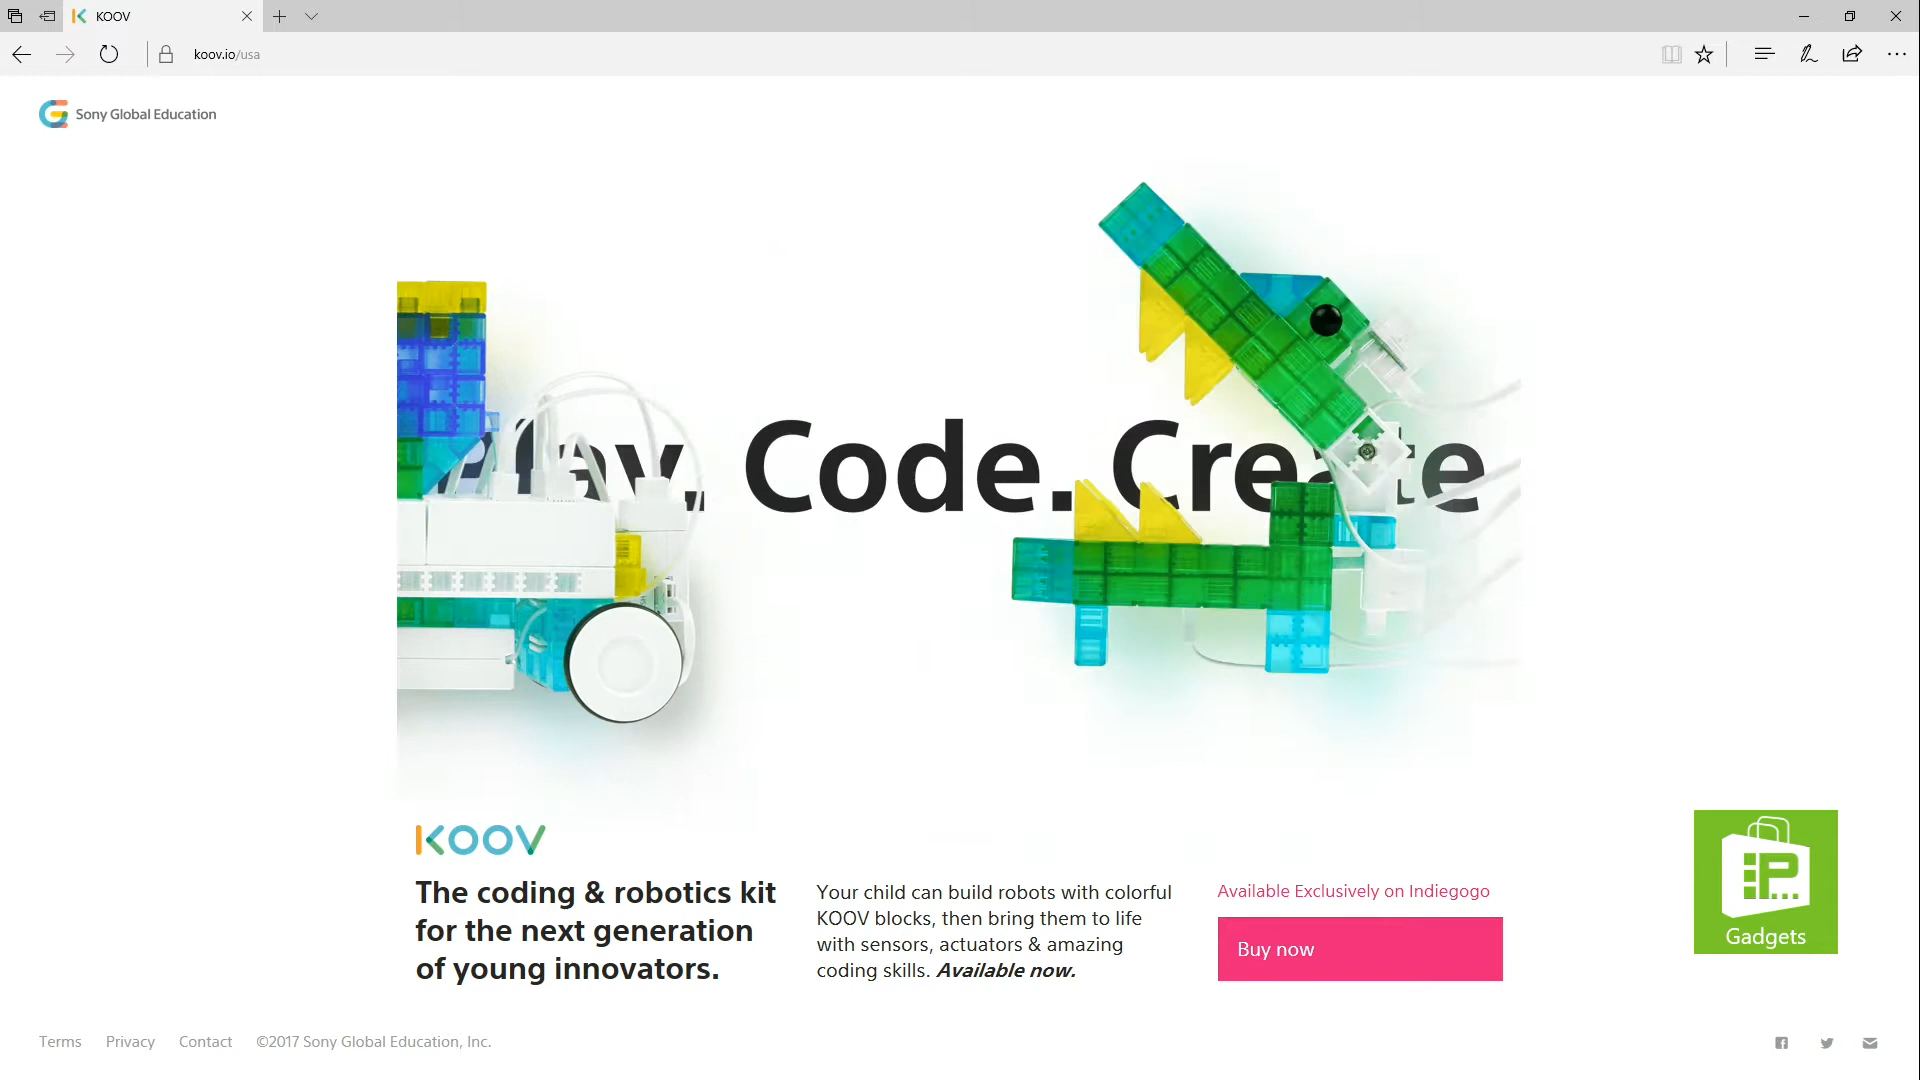 KOOV
koov.io/usa
Sony Global Education
Play. Code. Create
KOOV
The coding & robotics kit
for the next generation
of young innovators.
Your child can build robots with colorful
KOOV blocks, then bring them to life
with sensors, actuators & amazing
coding skills. Available now.
Available Exclusively on Indiegogo
Buy now
P...
Gadgets
Terms Privacy Contact ©2017 Sony Global Education, Inc.